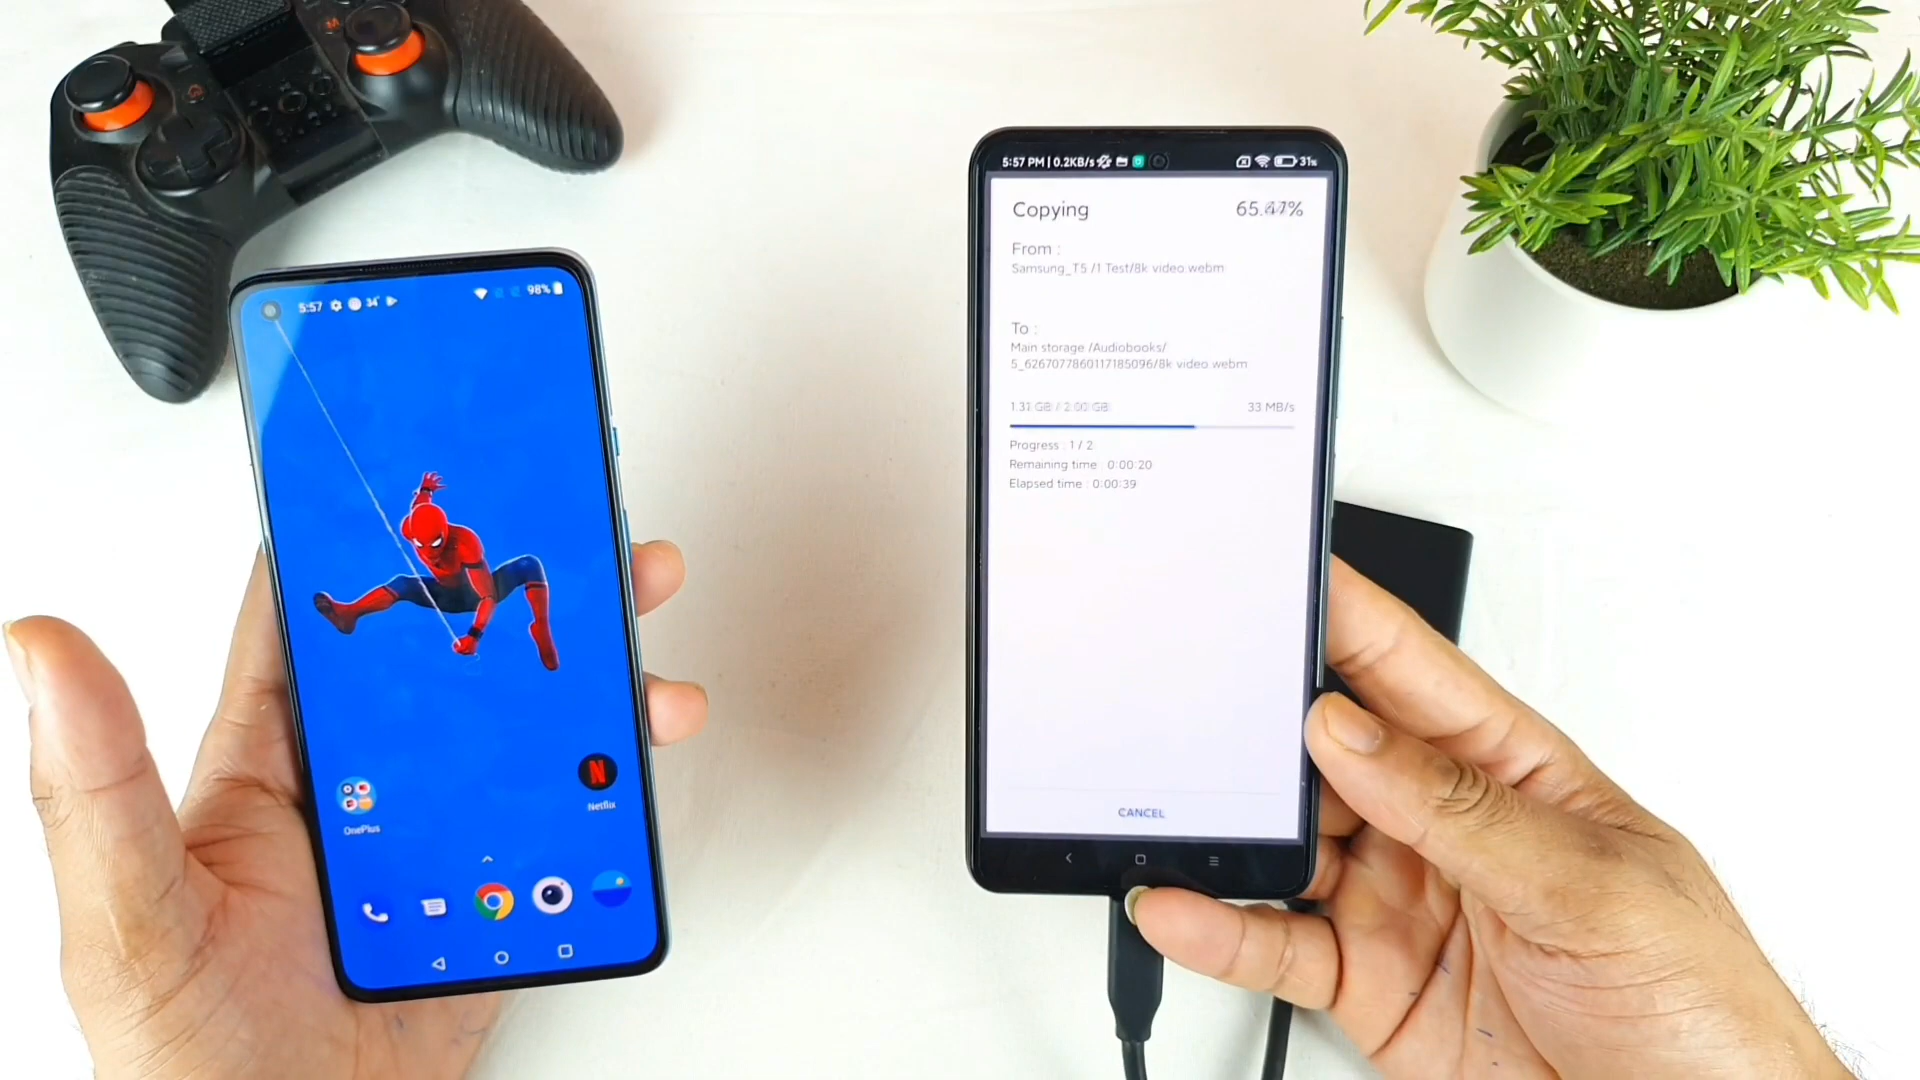 5:57
34°
98%
Netflix
OnePlus
5:57 PM | 0.2KB/s
31%
Copying
65.47%
From :
Samsung_T5 /1 Test/8k video.webm
To :
Main storage /Audiobooks/
5_6267077860117185096/8k video.webm
1.31 GB / 2.00 GB
33 MB/s
Progress : 1 / 2
Remaining time : 0:00:20
Elapsed time : 0:00:39
CANCEL